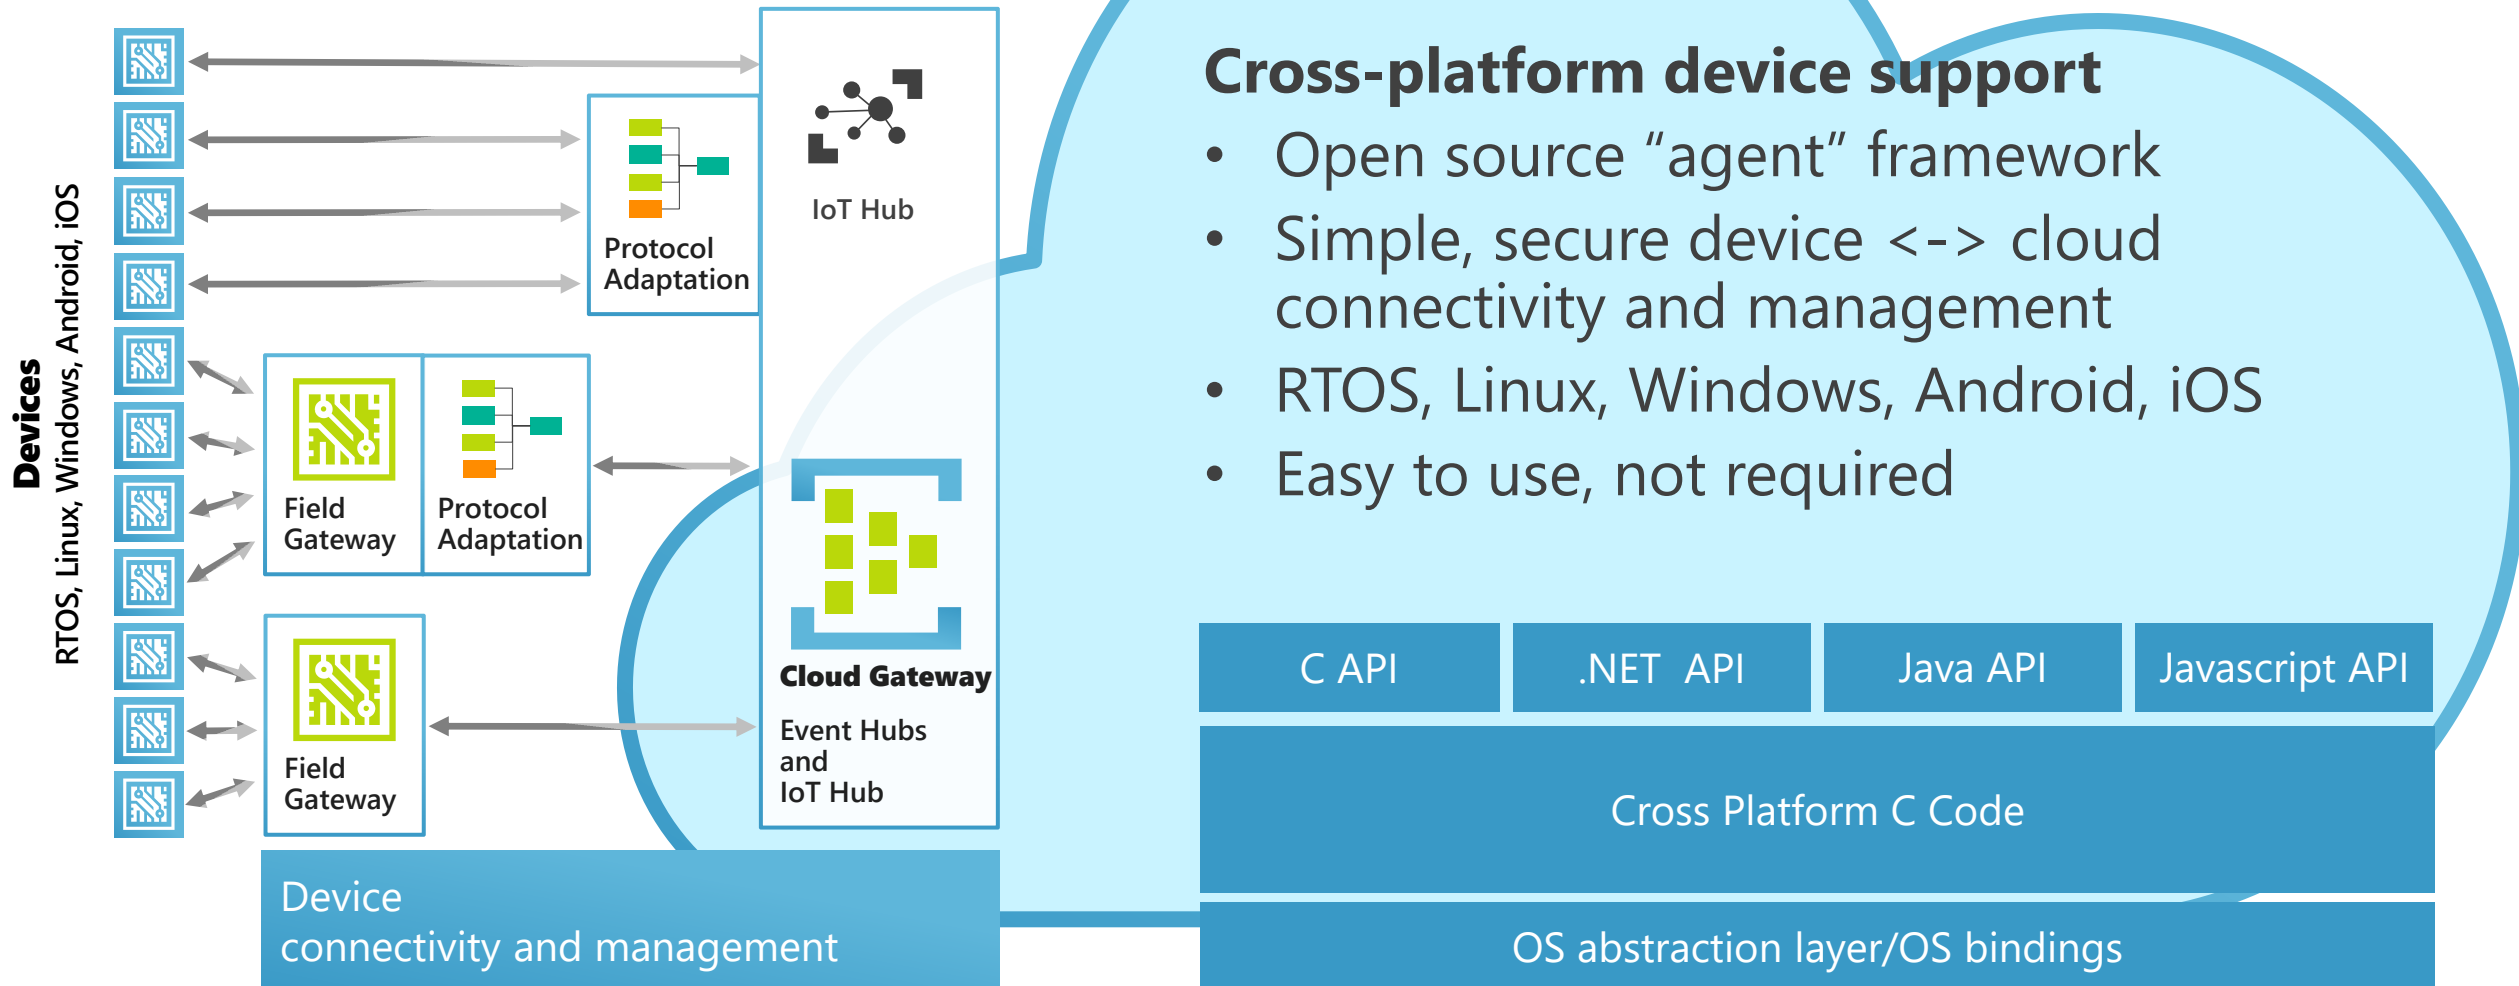 Devices
RTOS, Linux, Windows, Android, iOS
IoT Hub
Protocol
Adaptation
Field
Gateway
Protocol
Adaptation
Cloud Gateway
Event Hubs
and
IoT Hub
Field
Gateway
Device
connectivity and management
Cross-platform device support
• Open source “agent” framework
• Simple, secure device <-> cloud
connectivity and management
• RTOS, Linux, Windows, Android, iOS
• Easy to use, not required
C API
.NET  API
Java API
Javascript API
Cross Platform C Code
OS abstraction layer/OS bindings